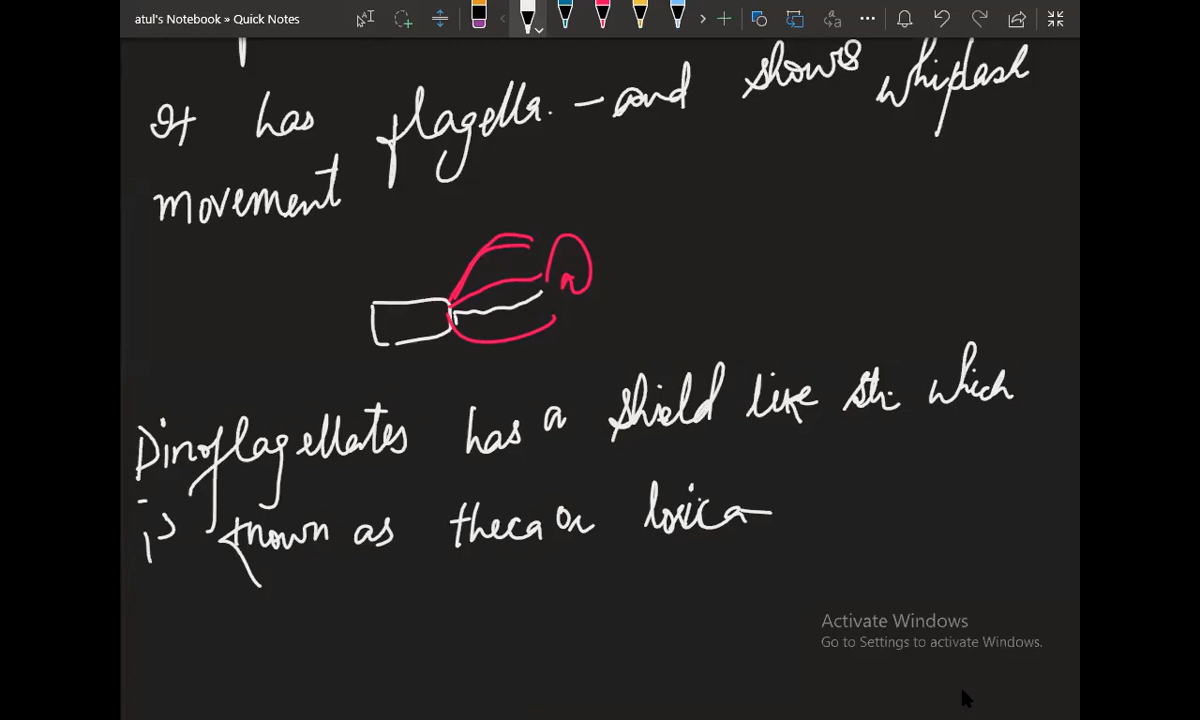 atul's Notebook » Quick Notes
It has flagella. – and shows whiplash
movement
Dinoflagellates has a shield like str. which
is known as theca or lorica
Activate Windows
Go to Settings to activate Windows.